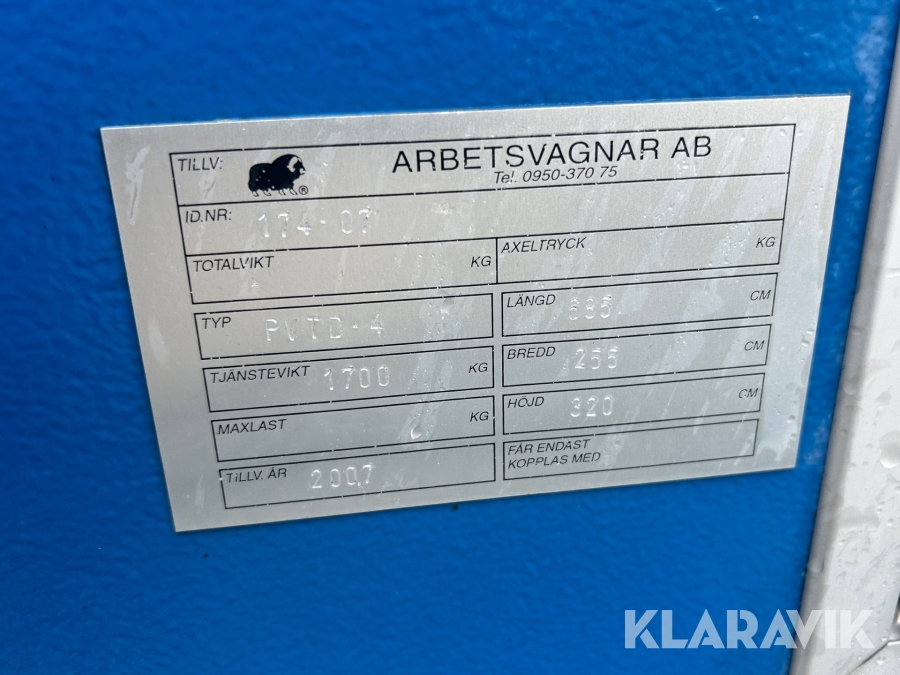 TILLV: ® ARBETSVAGNAR AB
Tel. 0950-370 75
ID.NR: 174-07
TOTALVIKT KG AXELTRYCK KG
TYP PVTD-4 LÄNGD CM
TJÄNSTEVIKT 1700 KG BREDD 255 CM
MAXLAST KG HÖJD 320 CM
TILLV. ÅR 2007 FÅR ENDAST
KOPPLAS MED
KLARAVIK